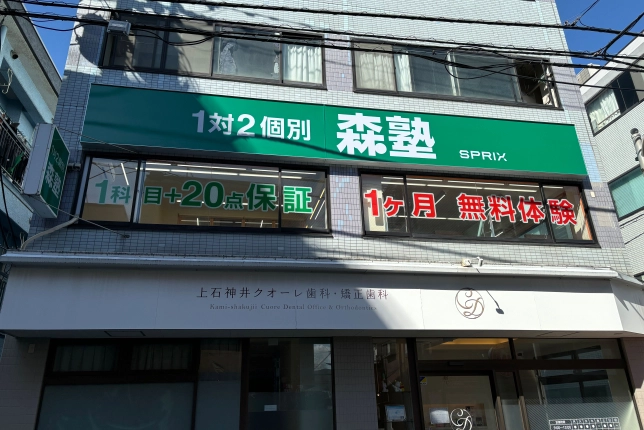 1対2個別 森塾 SPRIX
1科目+20点保証
1ヶ月 無料体験
上石神井クオーレ歯科・矯正歯科
Kamishakujii Cuore Dental Office & Orthodontics